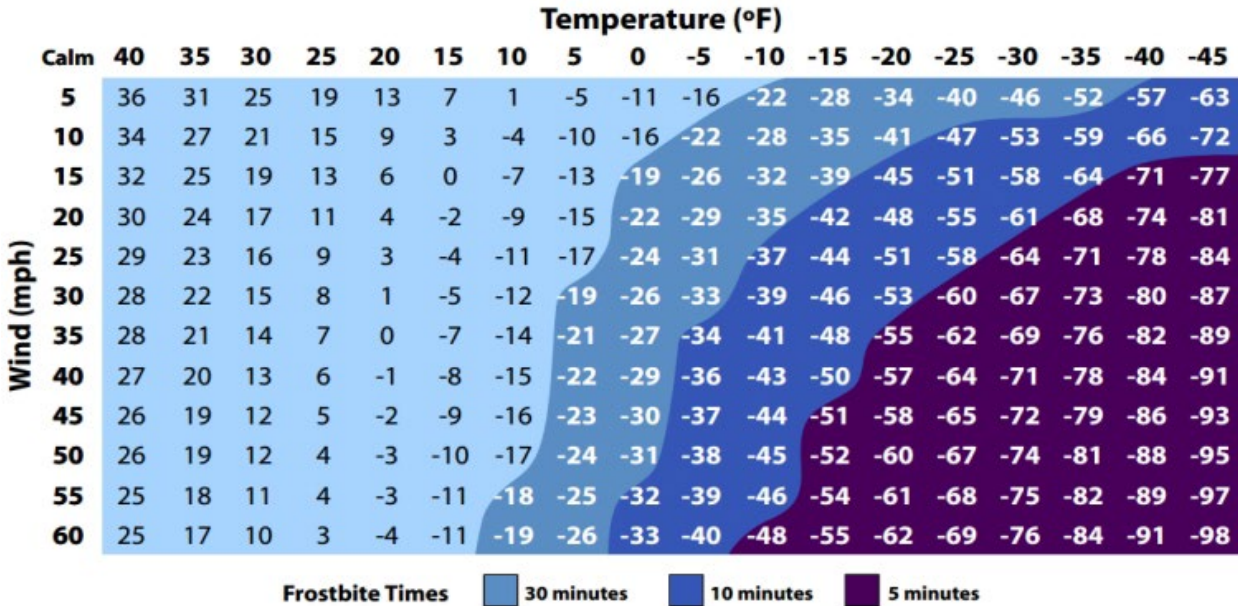 Temperature (ºF)
Calm 40 35 30 25 20 15 10 5 0 -5 -10 -15 -20 -25 -30 -35 -40 -45
5 36 31 25 19 13 7 1 -5 -11 -16 -22 -28 -34 -40 -46 -52 -57 -63
10 34 27 21 15 9 3 -4 -10 -16 -22 -28 -35 -41 -47 -53 -59 -66 -72
15 32 25 19 13 6 0 -7 -13 -19 -26 -32 -39 -45 -51 -58 -64 -71 -77
20 30 24 17 11 4 -2 -9 -15 -22 -29 -35 -42 -48 -55 -61 -68 -74 -81
25 29 23 16 9 3 -4 -11 -17 -24 -31 -37 -44 -51 -58 -64 -71 -78 -84
30 28 22 15 8 1 -5 -12 -19 -26 -33 -39 -46 -53 -60 -67 -73 -80 -87
35 28 21 14 7 0 -7 -14 -21 -27 -34 -41 -48 -55 -62 -69 -76 -82 -89
40 27 20 13 6 -1 -8 -15 -22 -29 -36 -43 -50 -57 -64 -71 -78 -84 -91
45 26 19 12 5 -2 -9 -16 -23 -30 -37 -44 -51 -58 -65 -72 -79 -86 -93
50 26 19 12 4 -3 -10 -17 -24 -31 -38 -45 -52 -60 -67 -74 -81 -88 -95
55 25 18 11 4 -3 -11 -18 -25 -32 -39 -46 -54 -61 -68 -75 -82 -89 -97
60 25 17 10 3 -4 -11 -19 -26 -33 -40 -48 -55 -62 -69 -76 -84 -91 -98
Wind (mph)
Frostbite Times 30 minutes 10 minutes 5 minutes